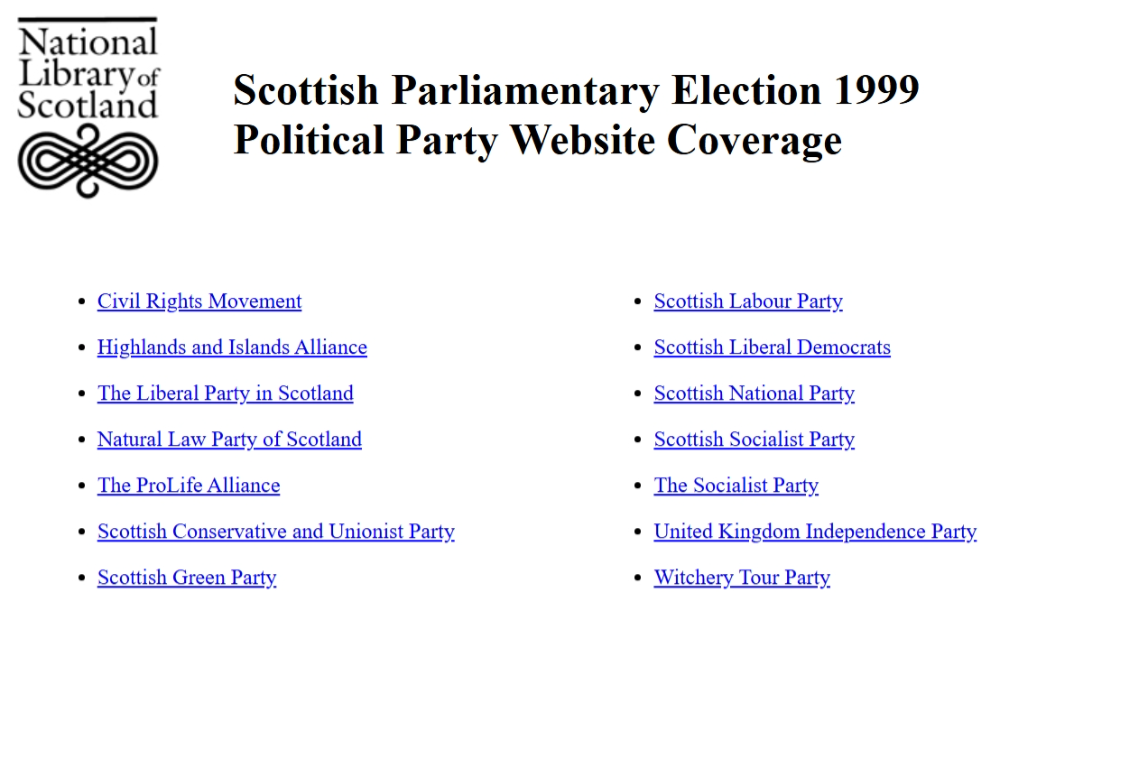 National
Library of
Scotland
Scottish Parliamentary Election 1999
Political Party Website Coverage
Civil Rights Movement
Highlands and Islands Alliance
The Liberal Party in Scotland
Natural Law Party of Scotland
The ProLife Alliance
Scottish Conservative and Unionist Party
Scottish Green Party
Scottish Labour Party
Scottish Liberal Democrats
Scottish National Party
Scottish Socialist Party
The Socialist Party
United Kingdom Independence Party
Witchery Tour Party